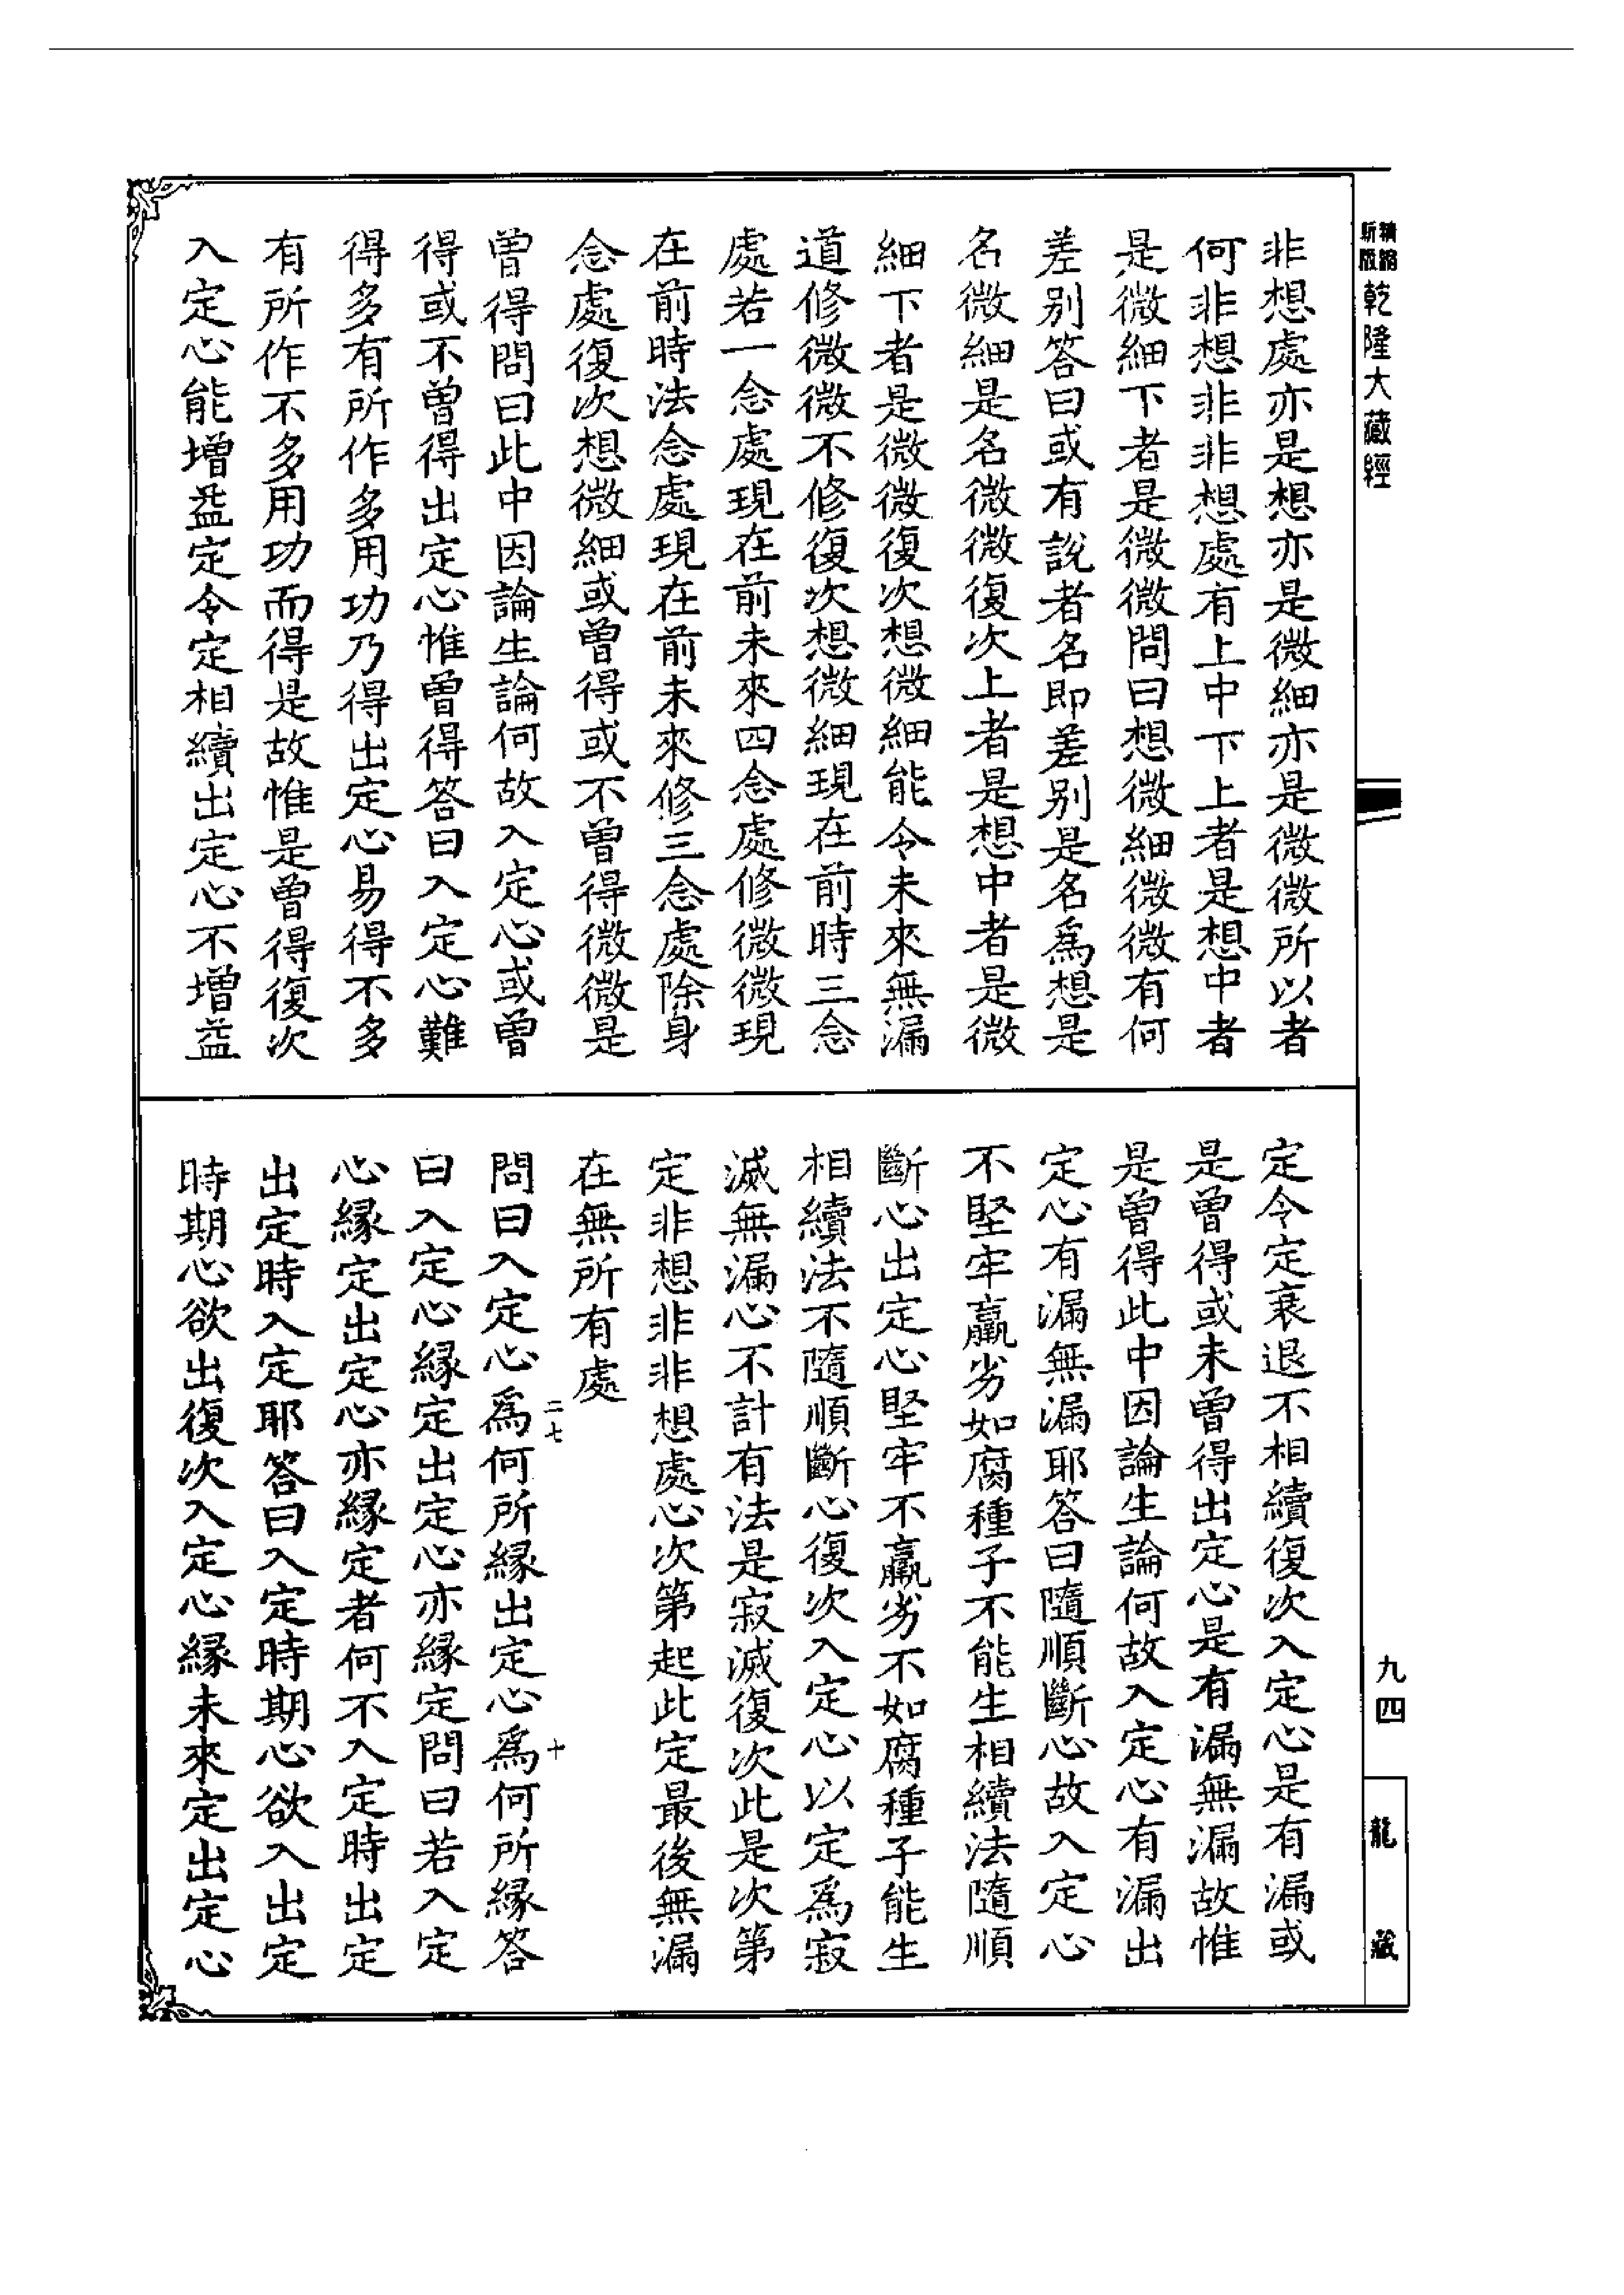 精縮新版乾隆大藏經
九四
龍藏
非想處亦是想亦是微細亦是微微所以者
何非想非非想處有上中下上者是想中者
是微細下者是微微問曰想微細微微有何
差别答曰或有說者名即差别是名爲想是
名微細是名微微復次上者是想中者是微
細下者是微微復次想微細能令未來無漏
道修微微不修復次想微細現在前時三念
處若一念處現在前未來四念處修微微現
在前時法念處現在前未來修三念處除身
念處復次想微細或曾得或不曾得微微是
曾得問曰此中因論生論何故入定心或曾
得或不曾得出定心惟曾得答曰入定心難
得多有所作多用功乃得出定心易得不多
有所作不多用功而得是故惟是曾得復次
入定心能增益定令定相續出定心不增益
定令定衰退不相續復次入定心是有漏或
是曾得或未曾得出定心是有漏無漏故惟
是曾得此中因論生論何故入定心有漏出
定心有漏無漏耶答曰隨順斷心故入定心
不堅牢羸劣如腐種子不能生相續法隨順
斷心出定心堅牢不羸劣不如腐種子能生
相續法不隨順斷心復次入定心以定爲寂
滅無漏心不計有法是寂滅復次此是次第
定非想非非想處心次第起此定最後無漏
在無所有處
問曰入定心爲何所縁出定心爲何所縁答
曰入定心縁定出定心亦縁定問曰若入定
心縁定出定心亦縁定者何不入定時出定
出定時入定耶答曰入定時期心欲入出定
時期心欲出復次入定心縁未來定出定心
二七
十